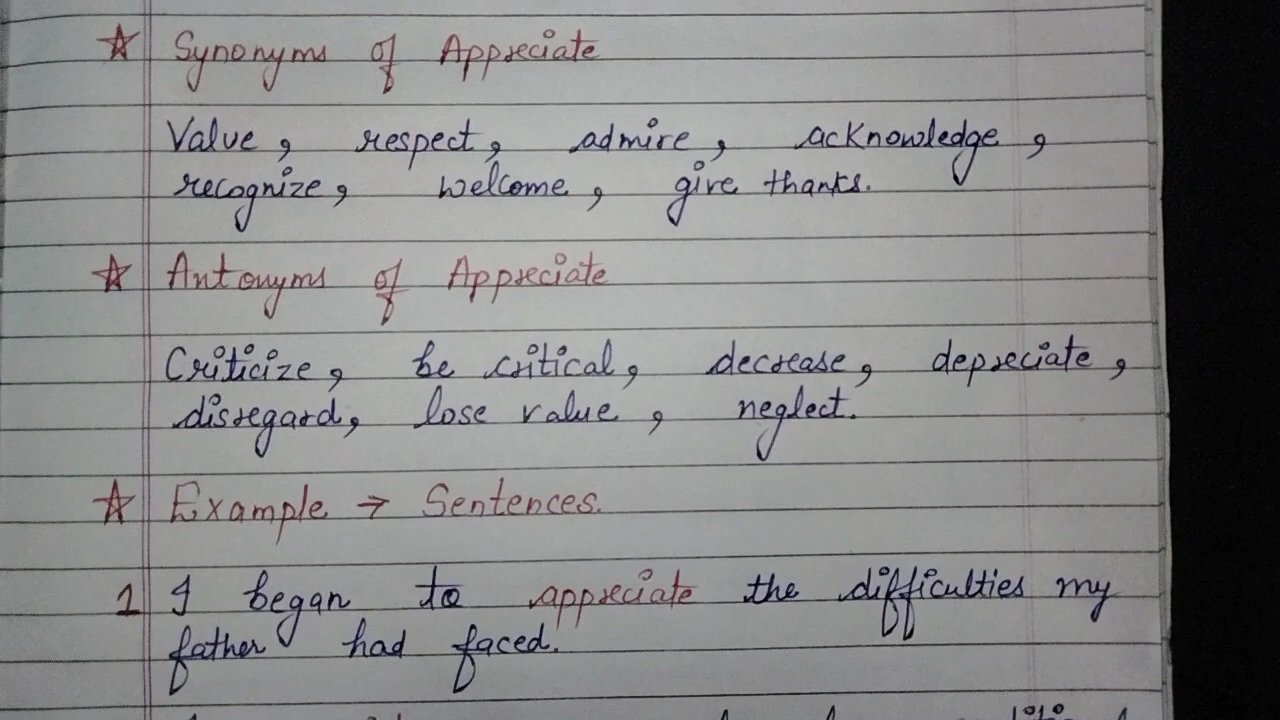 ☆ Synonyms of Appreciate
Value, respect, admire, acknowledge,
recognize, welcome, give thanks.
☆ Antonyms of Appreciate
Criticize, be critical, decrease, depreciate,
disregard, lose value, neglect.
☆ Example → Sentences.
1 I began to appreciate the difficulties my
father had faced.